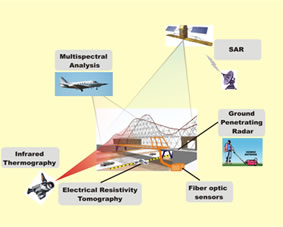 SAR
Multispectral
Analysis
Ground
Penetrating
Radar
Infrared
Thermography
Electrical Resistivity
Tomography
Fiber optic
sensors